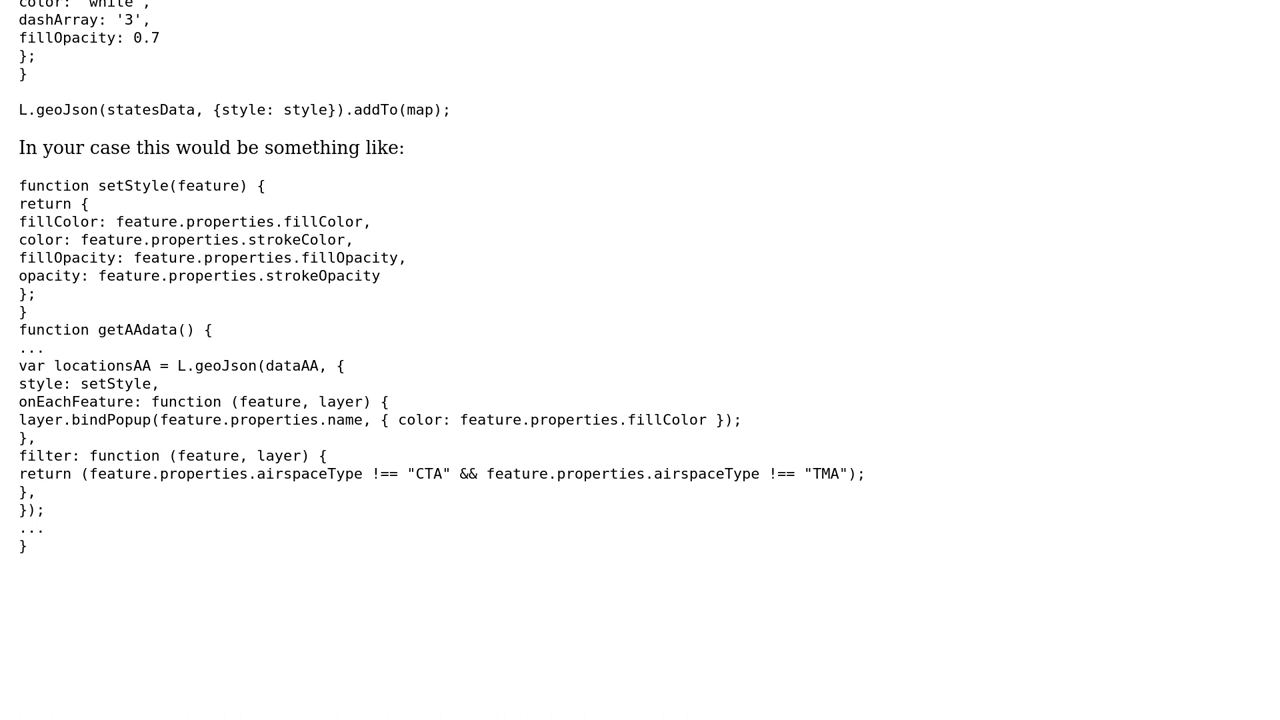 color: 'white',
dashArray: '3',
fillOpacity: 0.7
};
}
L.geoJson(statesData, {style: style}).addTo(map);
In your case this would be something like:
function setStyle(feature) {
return {
fillColor: feature.properties.fillColor,
color: feature.properties.strokeColor,
fillOpacity: feature.properties.fillOpacity,
opacity: feature.properties.strokeOpacity
};
}
function getAAdata() {
...
var locationsAA = L.geoJson(dataAA, {
style: setStyle,
onEachFeature: function (feature, layer) {
layer.bindPopup(feature.properties.name, { color: feature.properties.fillColor });
},
filter: function (feature, layer) {
return (feature.properties.airspaceType !== "CTA" && feature.properties.airspaceType !== "TMA");
},
});
...
}